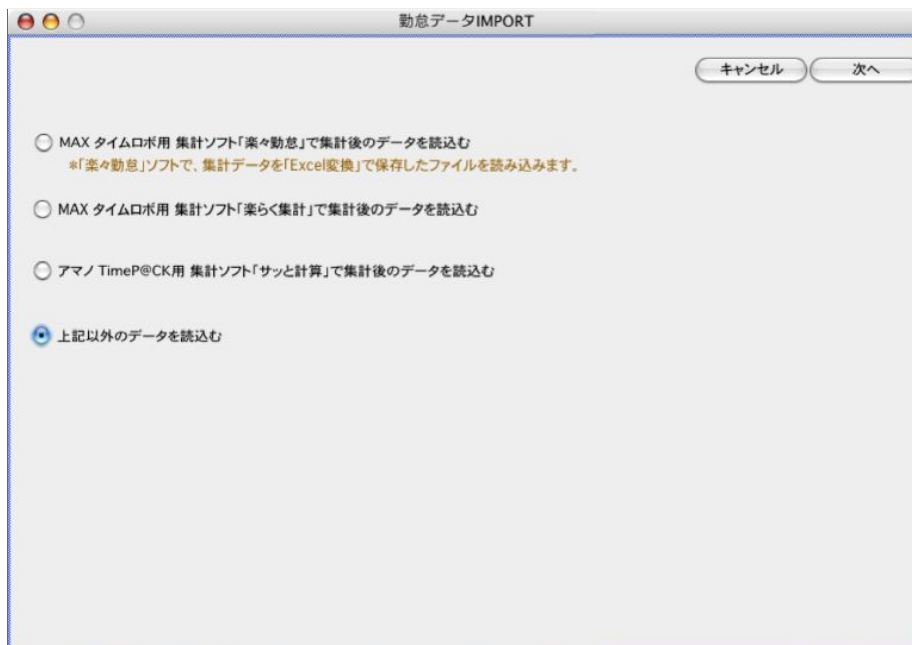 勤怠データIMPORT
キャンセル 次へ
MAX タイムロボ用 集計ソフト「楽々勤怠」で集計後のデータを読込む
*「楽々勤怠」ソフトで、集計データを「Excel変換」で保存したファイルを読み込みます。
MAX タイムロボ用 集計ソフト「楽らく集計」で集計後のデータを読込む
アマノ TimeP@CK用 集計ソフト「サッと計算」で集計後のデータを読込む
上記以外のデータを読込む